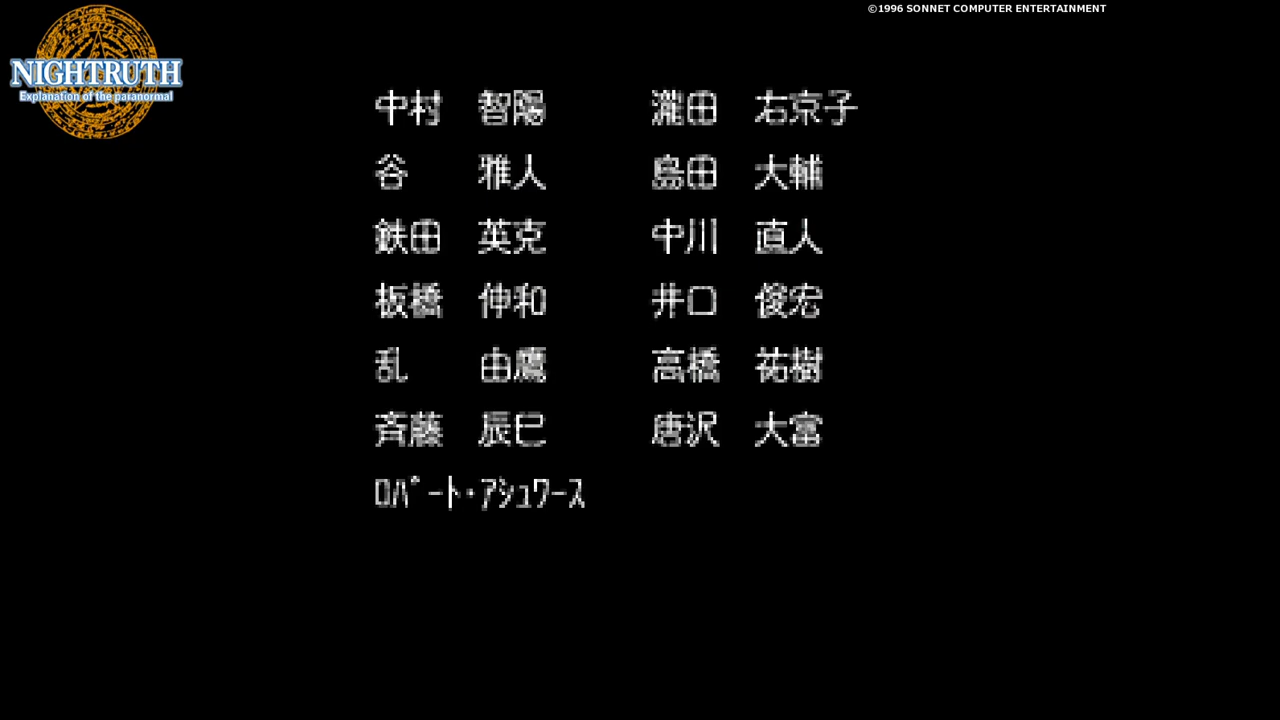 ©1996 SONNET COMPUTER ENTERTAINMENT
NIGHTRUTH
Explanation of the paranormal
中村 智陽 瀧田 右京子
谷 雅人 島田 大輔
鉄田 英克 中川 直人
板橋 伸和 井口 俊宏
乱 由鷹 高橋 祐樹
斉藤 辰巳 唐沢 大富
ﾛﾊﾞｰﾄ・ｱｼｭﾜｰｽ